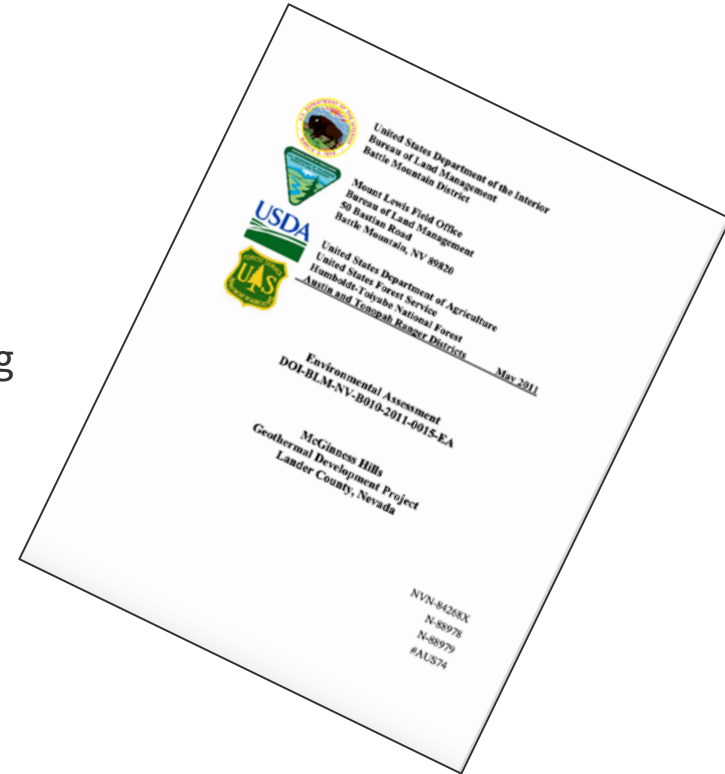 g
United States Department of the Interior
Bureau of Land Management
Battle Mountain District
Mount Lewis Field Office
Bureau of Land Management
50 Bastian Road
Battle Mountain, NV 89820
USDA
United States Department of Agriculture
United States Forest Service
Humboldt-Toiyabe National Forest
Austin and Tonopah Ranger Districts May 2011
FOREST SERVICE
UAS
Environmental Assessment
DOI-BLM-NV-B010-2011-0015-EA
McGinness Hills
Geothermal Development Project
Lander County, Nevada
NVN-84268X
N-88978
N-88979
#AUS74